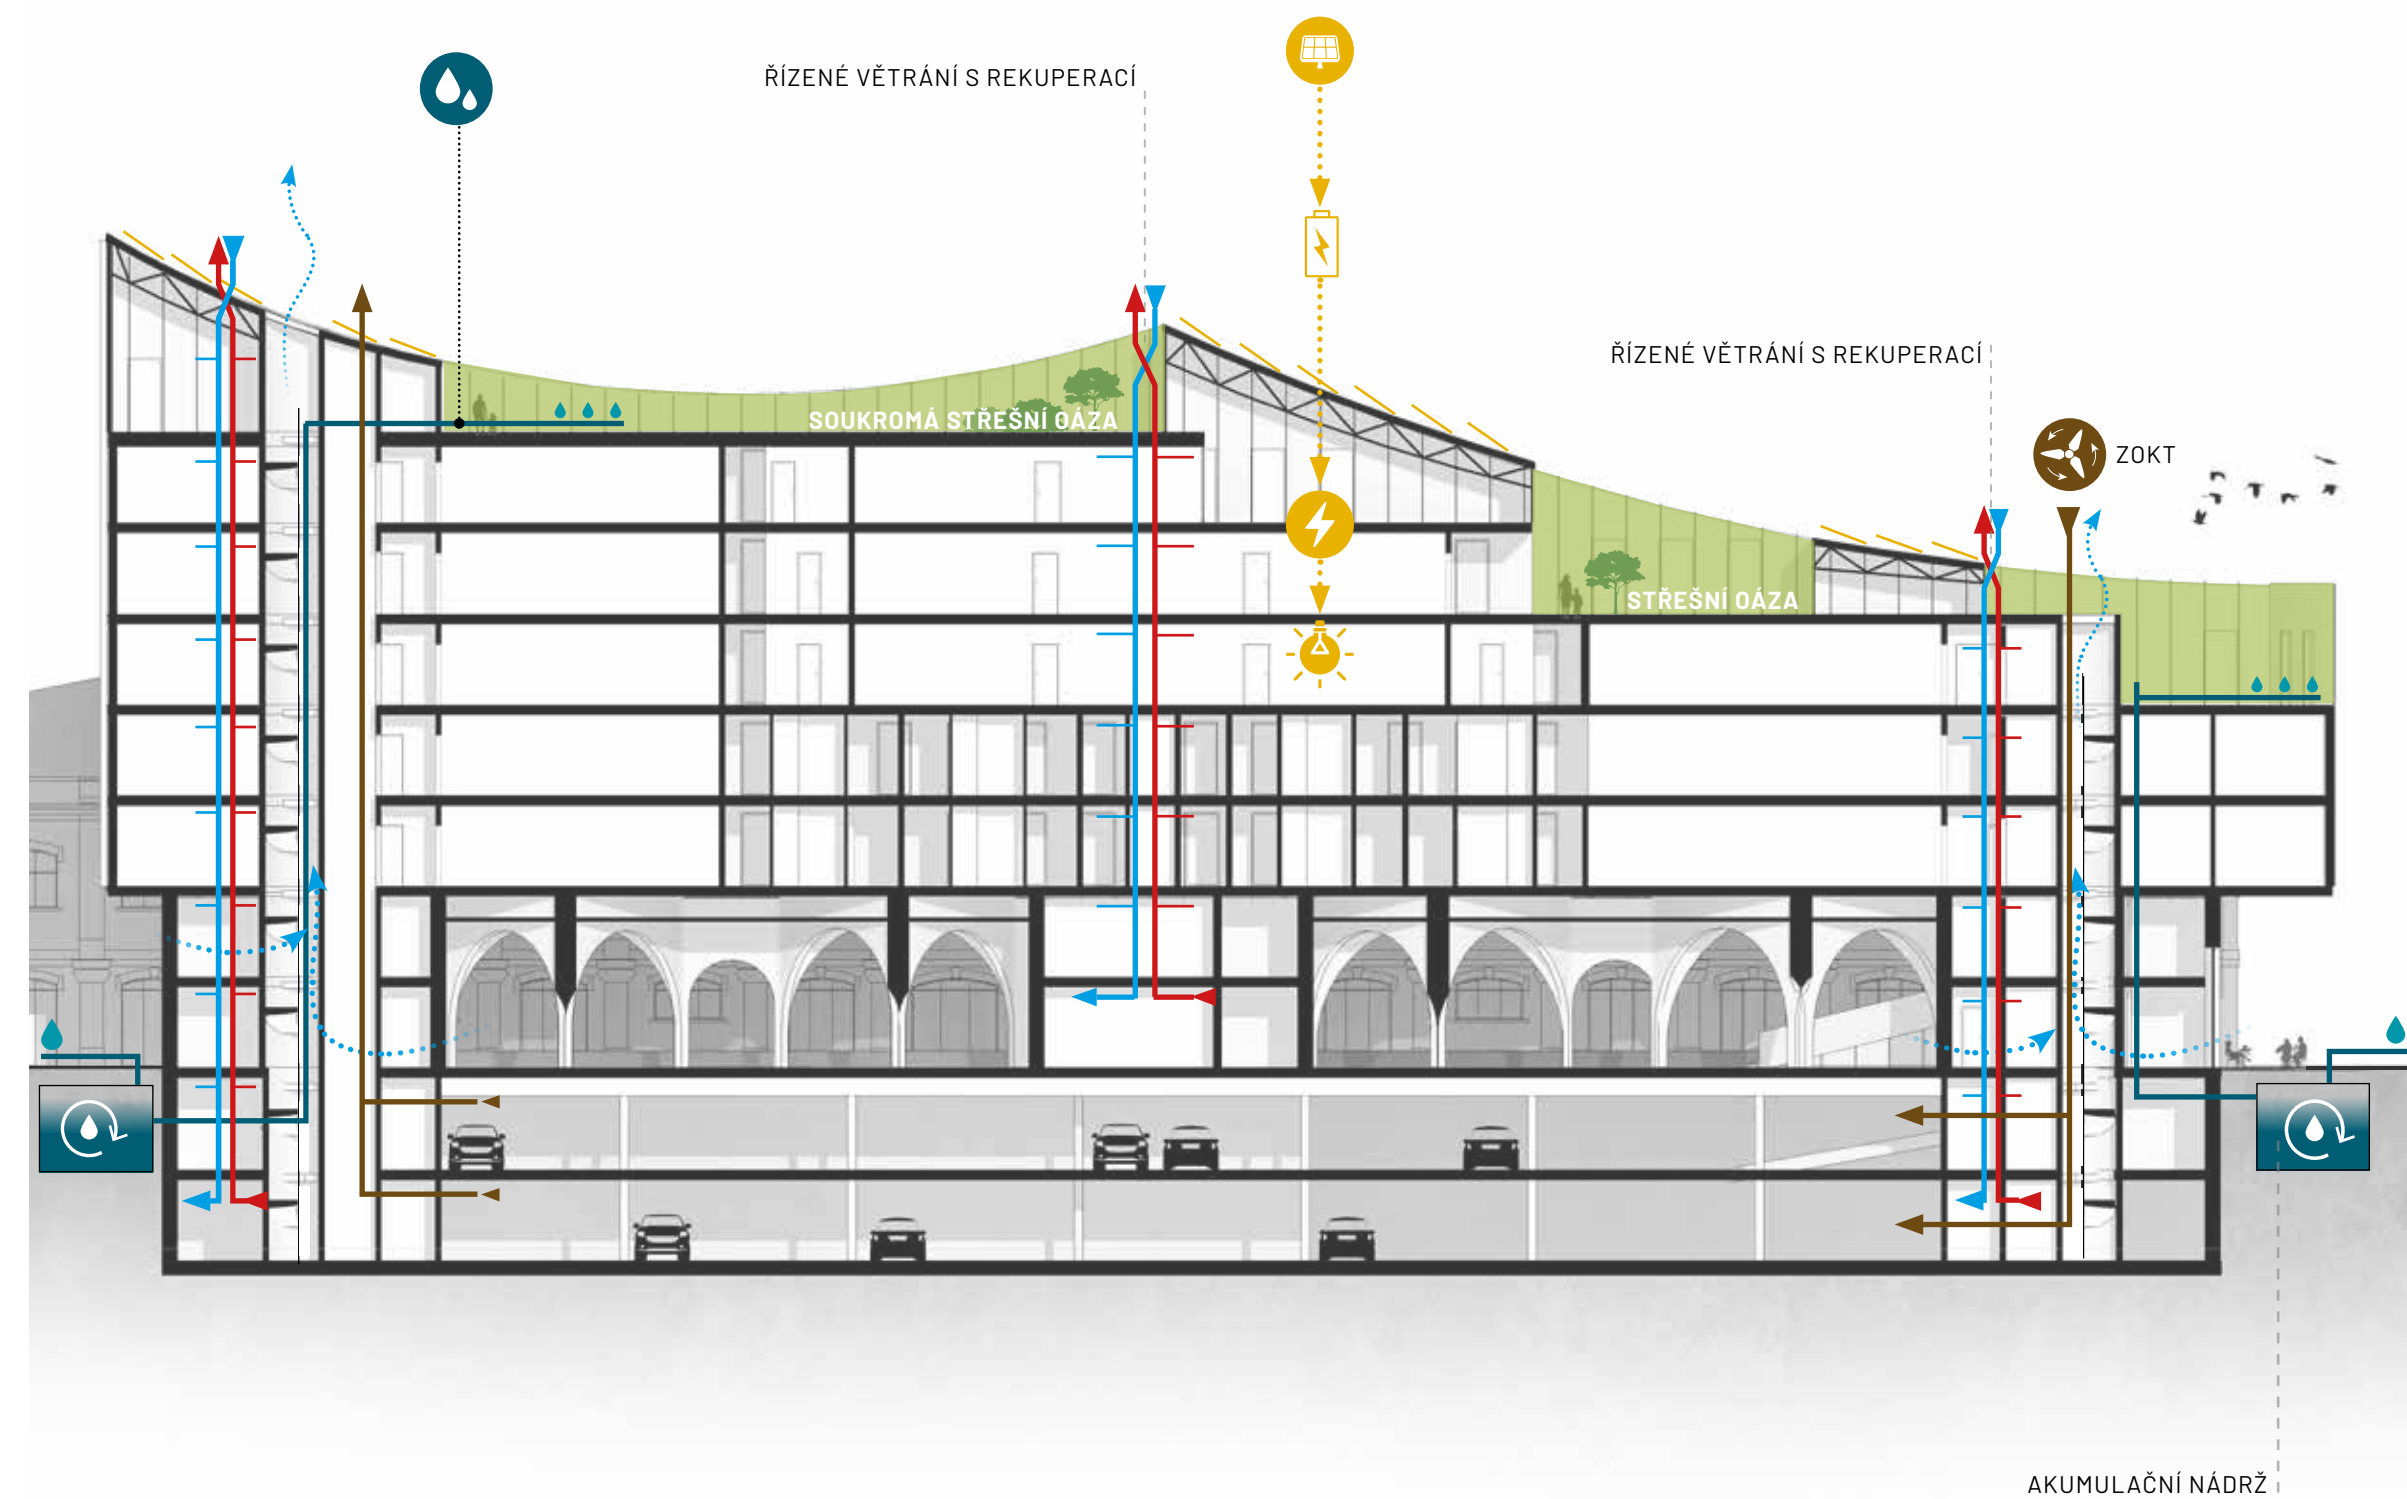 ŘÍZENÉ VĚTRÁNÍ S REKUPERACÍ
ŘÍZENÉ VĚTRÁNÍ S REKUPERACÍ
SOUKROMÁ STŘEŠNÍ OÁZA
ZOKT
STŘEŠNÍ OÁZA
AKUMULAČNÍ NÁDRŽ